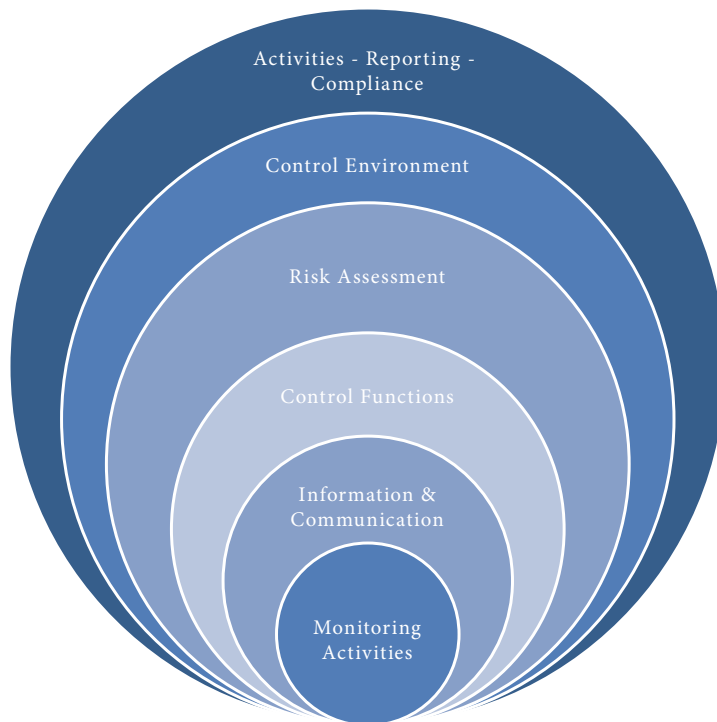 Activities - Reporting -
Compliance
Control Environment
Risk Assessment
Control Functions
Information &
Communication
Monitoring
Activities